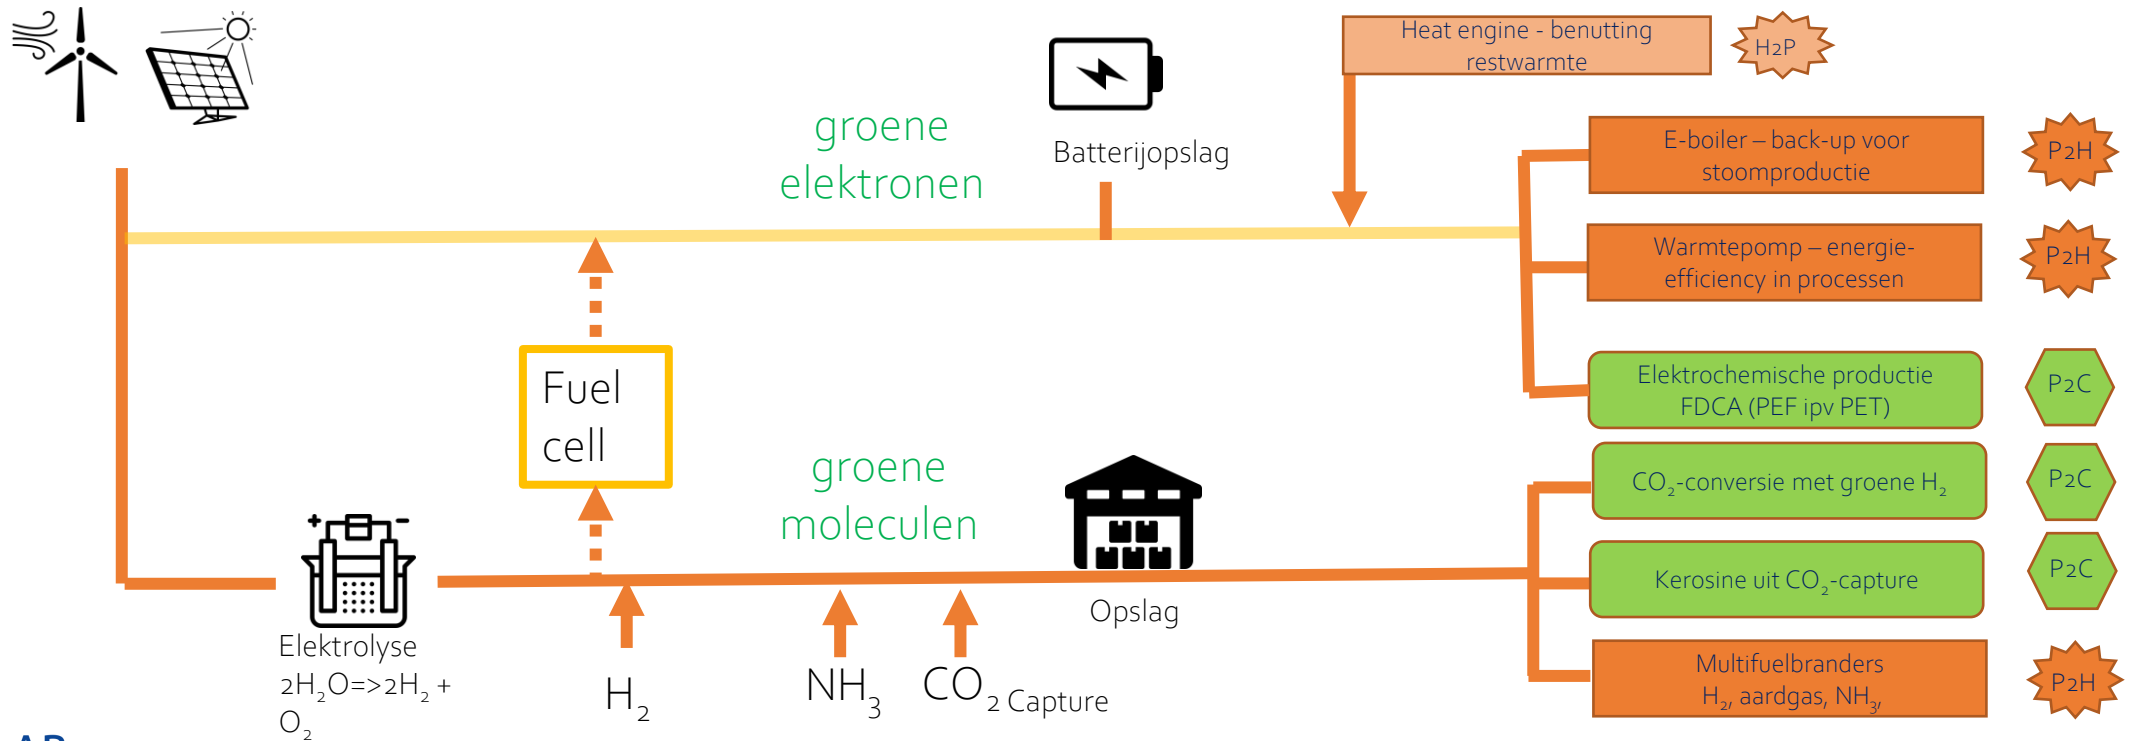 Heat engine - benutting
restwarmte
H2P
groene
elektronen
Batterijopslag
E-boiler – back-up voor
stoomproductie
P2H
Warmtepomp – energie-
efficiency in processen
P2H
Fuel
cell
Elektrochemische productie
FDCA (PEF ipv PET)
P2C
groene
moleculen
CO₂-conversie met groene H₂
P2C
Kerosine uit CO₂-capture
P2C
Opslag
Elektrolyse
2H₂O=>2H₂ +
O₂
H₂
NH₃
CO₂ Capture
Multifuelbranders
H₂, aardgas, NH₃,
P2H